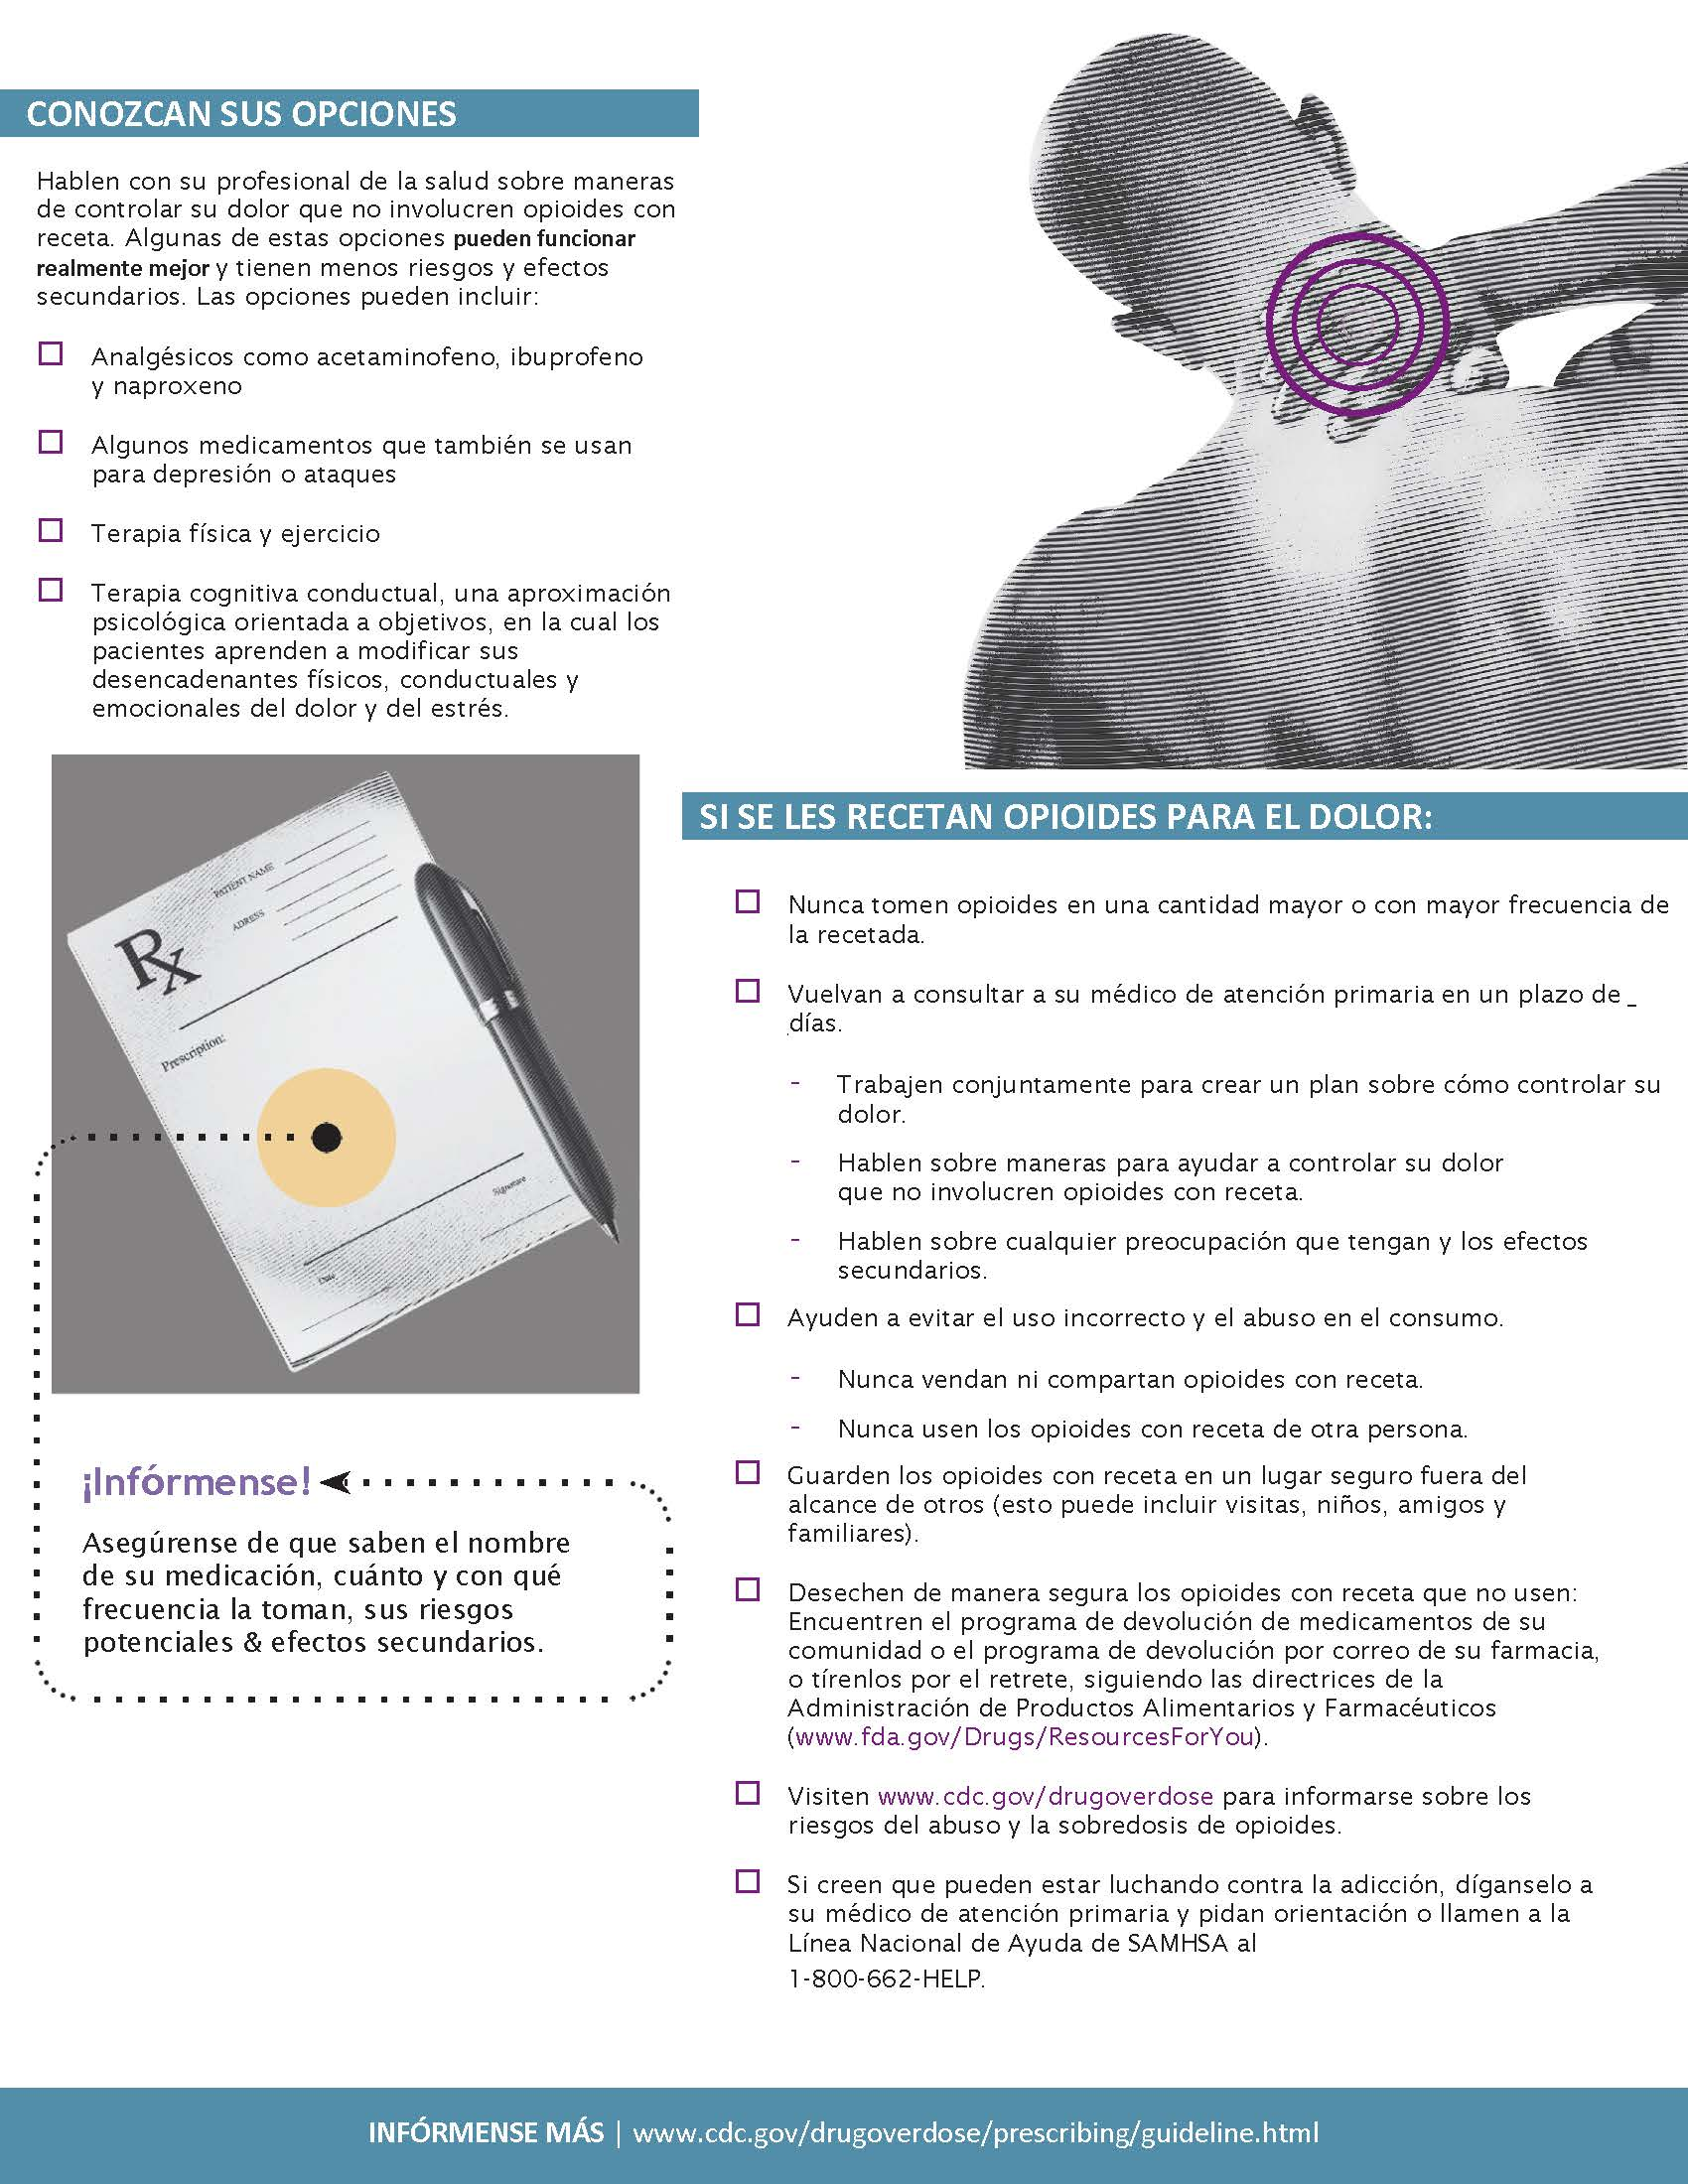 CONOZCAN SUS OPCIONES
Hablen con su profesional de la salud sobre maneras
de controlar su dolor que no involucren opioides con
receta. Algunas de estas opciones pueden funcionar
realmente mejor y tienen menos riesgos y efectos
secundarios. Las opciones pueden incluir:
Analgésicos como acetaminofeno, ibuprofeno
y naproxeno
Algunos medicamentos que también se usan
para depresión o ataques
Terapia física y ejercicio
Terapia cognitiva conductual, una aproximación
psicológica orientada a objetivos, en la cual los
pacientes aprenden a modificar sus
desencadenantes físicos, conductuales y
emocionales del dolor y del estrés.
PATIENT NAME
ADRESS
Rx
Prescription:
Signature
Date
¡Infórmense!
Asegúrense de que saben el nombre
de su medicación, cuánto y con qué
frecuencia la toman, sus riesgos
potenciales & efectos secundarios.
SI SE LES RECETAN OPIOIDES PARA EL DOLOR:
Nunca tomen opioides en una cantidad mayor o con mayor frecuencia de
la recetada.
Vuelvan a consultar a su médico de atención primaria en un plazo de _
días.
- Trabajen conjuntamente para crear un plan sobre cómo controlar su
dolor.
- Hablen sobre maneras para ayudar a controlar su dolor
que no involucren opioides con receta.
- Hablen sobre cualquier preocupación que tengan y los efectos
secundarios.
Ayuden a evitar el uso incorrecto y el abuso en el consumo.
- Nunca vendan ni compartan opioides con receta.
- Nunca usen los opioides con receta de otra persona.
Guarden los opioides con receta en un lugar seguro fuera del
alcance de otros (esto puede incluir visitas, niños, amigos y
familiares).
Desechen de manera segura los opioides con receta que no usen:
Encuentren el programa de devolución de medicamentos de su
comunidad o el programa de devolución por correo de su farmacia,
o tírenlos por el retrete, siguiendo las directrices de la
Administración de Productos Alimentarios y Farmacéuticos
(www.fda.gov/Drugs/ResourcesForYou).
Visiten www.cdc.gov/drugoverdose para informarse sobre los
riesgos del abuso y la sobredosis de opioides.
Si creen que pueden estar luchando contra la adicción, díganselo a
su médico de atención primaria y pidan orientación o llamen a la
Línea Nacional de Ayuda de SAMHSA al
1-800-662-HELP.
INFÓRMENSE MÁS | www.cdc.gov/drugoverdose/prescribing/guideline.html